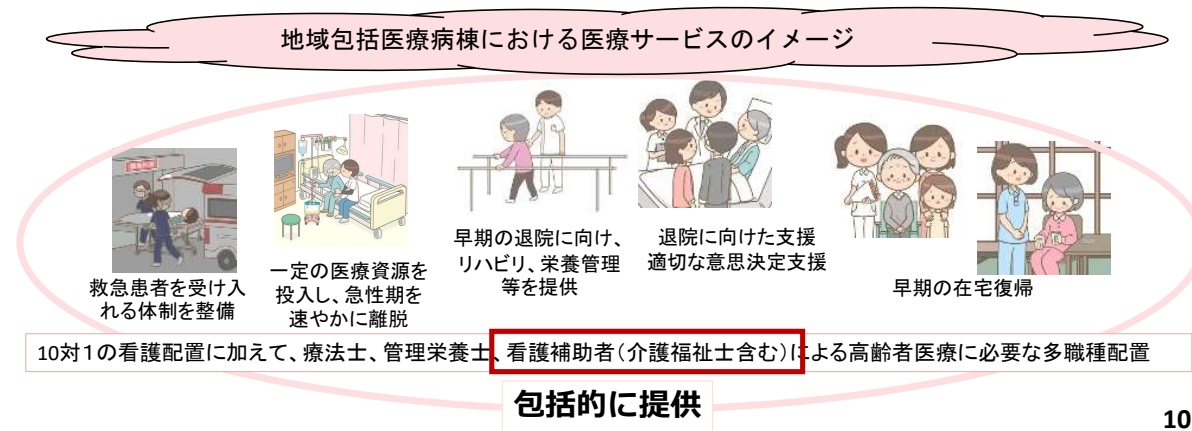 地域包括医療病棟における医療サービスのイメージ
救急患者を受け入
れる体制を整備
一定の医療資源を
投入し、急性期を
速やかに離脱
早期の退院に向け、
リハビリ、栄養管理
等を提供
退院に向けた支援
適切な意思決定支援
早期の在宅復帰
10対1の看護配置に加えて、療法士、管理栄養士、看護補助者(介護福祉士含む)による高齢者医療に必要な多職種配置
包括的に提供
10